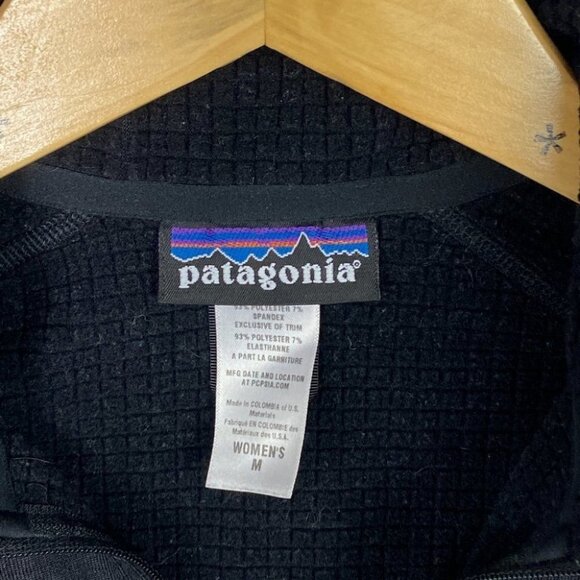 patagonia®
93% POLYESTER 7%
SPANDEX
EXCLUSIVE OF TRIM
93% POLYESTER 7%
ELASTHANNE
A PART LA GARNITURE
MFG DATE AND LOCATION
AT PCPSIA.COM
Made in COLOMBIA of U.S.
Materials
Fabriqué EN COLOMBIE des
Matériaux des U.S.A.
WOMEN'S
M